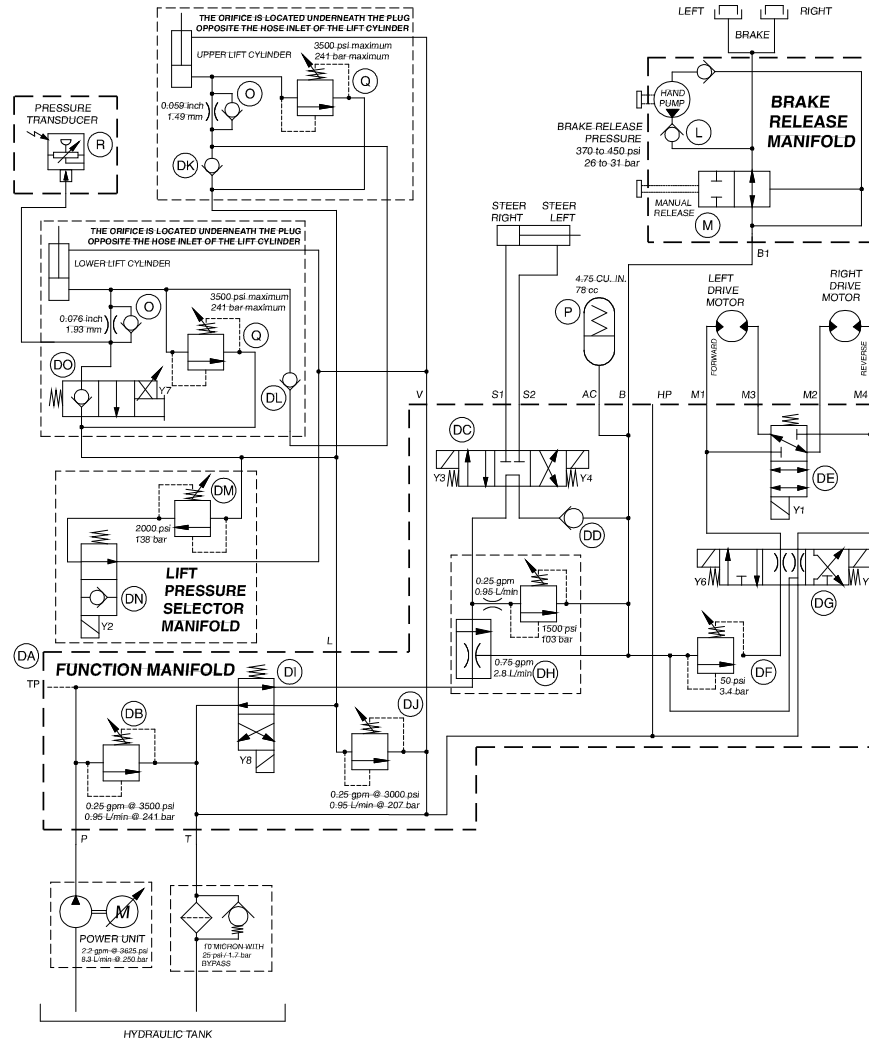 THE ORIFICE IS LOCATED UNDERNEATH THE PLUG
OPPOSITE THE HOSE INLET OF THE LIFT CYLINDER
UPPER LIFT CYLINDER
3500 psi maximum
241 bar maximum
Q
O
0.059 inch
1.49 mm
DK
PRESSURE
TRANSDUCER
R
LEFT
RIGHT
BRAKE
HAND
PUMP
L
BRAKE RELEASE
PRESSURE
370 to 450 psi
26 to 31 bar
BRAKE
RELEASE
MANIFOLD
MANUAL
RELEASE
M
B1
THE ORIFICE IS LOCATED UNDERNEATH THE PLUG
OPPOSITE THE HOSE INLET OF THE LIFT CYLINDER
LOWER LIFT CYLINDER
O
3500 psi maximum
241 bar maximum
0.076 inch
1.93 mm
Q
DO
Y7
DL
STEER
RIGHT
STEER
LEFT
4.75 CU. IN.
78 cc
P
LEFT
DRIVE
MOTOR
RIGHT
DRIVE
MOTOR
FORWARD
REVERSE
V
S1
S2
AC
B
HP
M1
M3
M2
M4
DC
Y3
Y4
DE
Y1
DD
DM
2000 psi
138 bar
DN
Y2
LIFT
PRESSURE
SELECTOR
MANIFOLD
0.25 gpm
0.95 L/min
1500 psi
103 bar
0.75 gpm
2.8 L/min
DH
Y6
Y
DG
DF
50 psi
3.4 bar
L
DA
FUNCTION MANIFOLD
TP
DI
DB
Y8
DJ
0.25 gpm @ 3500 psi
0.95 L/min @ 241 bar
0.25 gpm @ 3000 psi
0.95 L/min @ 207 bar
P
T
M
POWER UNIT
2.2 gpm @ 3625 psi
8.3 L/min @ 250 bar
10 MICRON WITH
25 psi / 1.7 bar
BYPASS
HYDRAULIC TANK